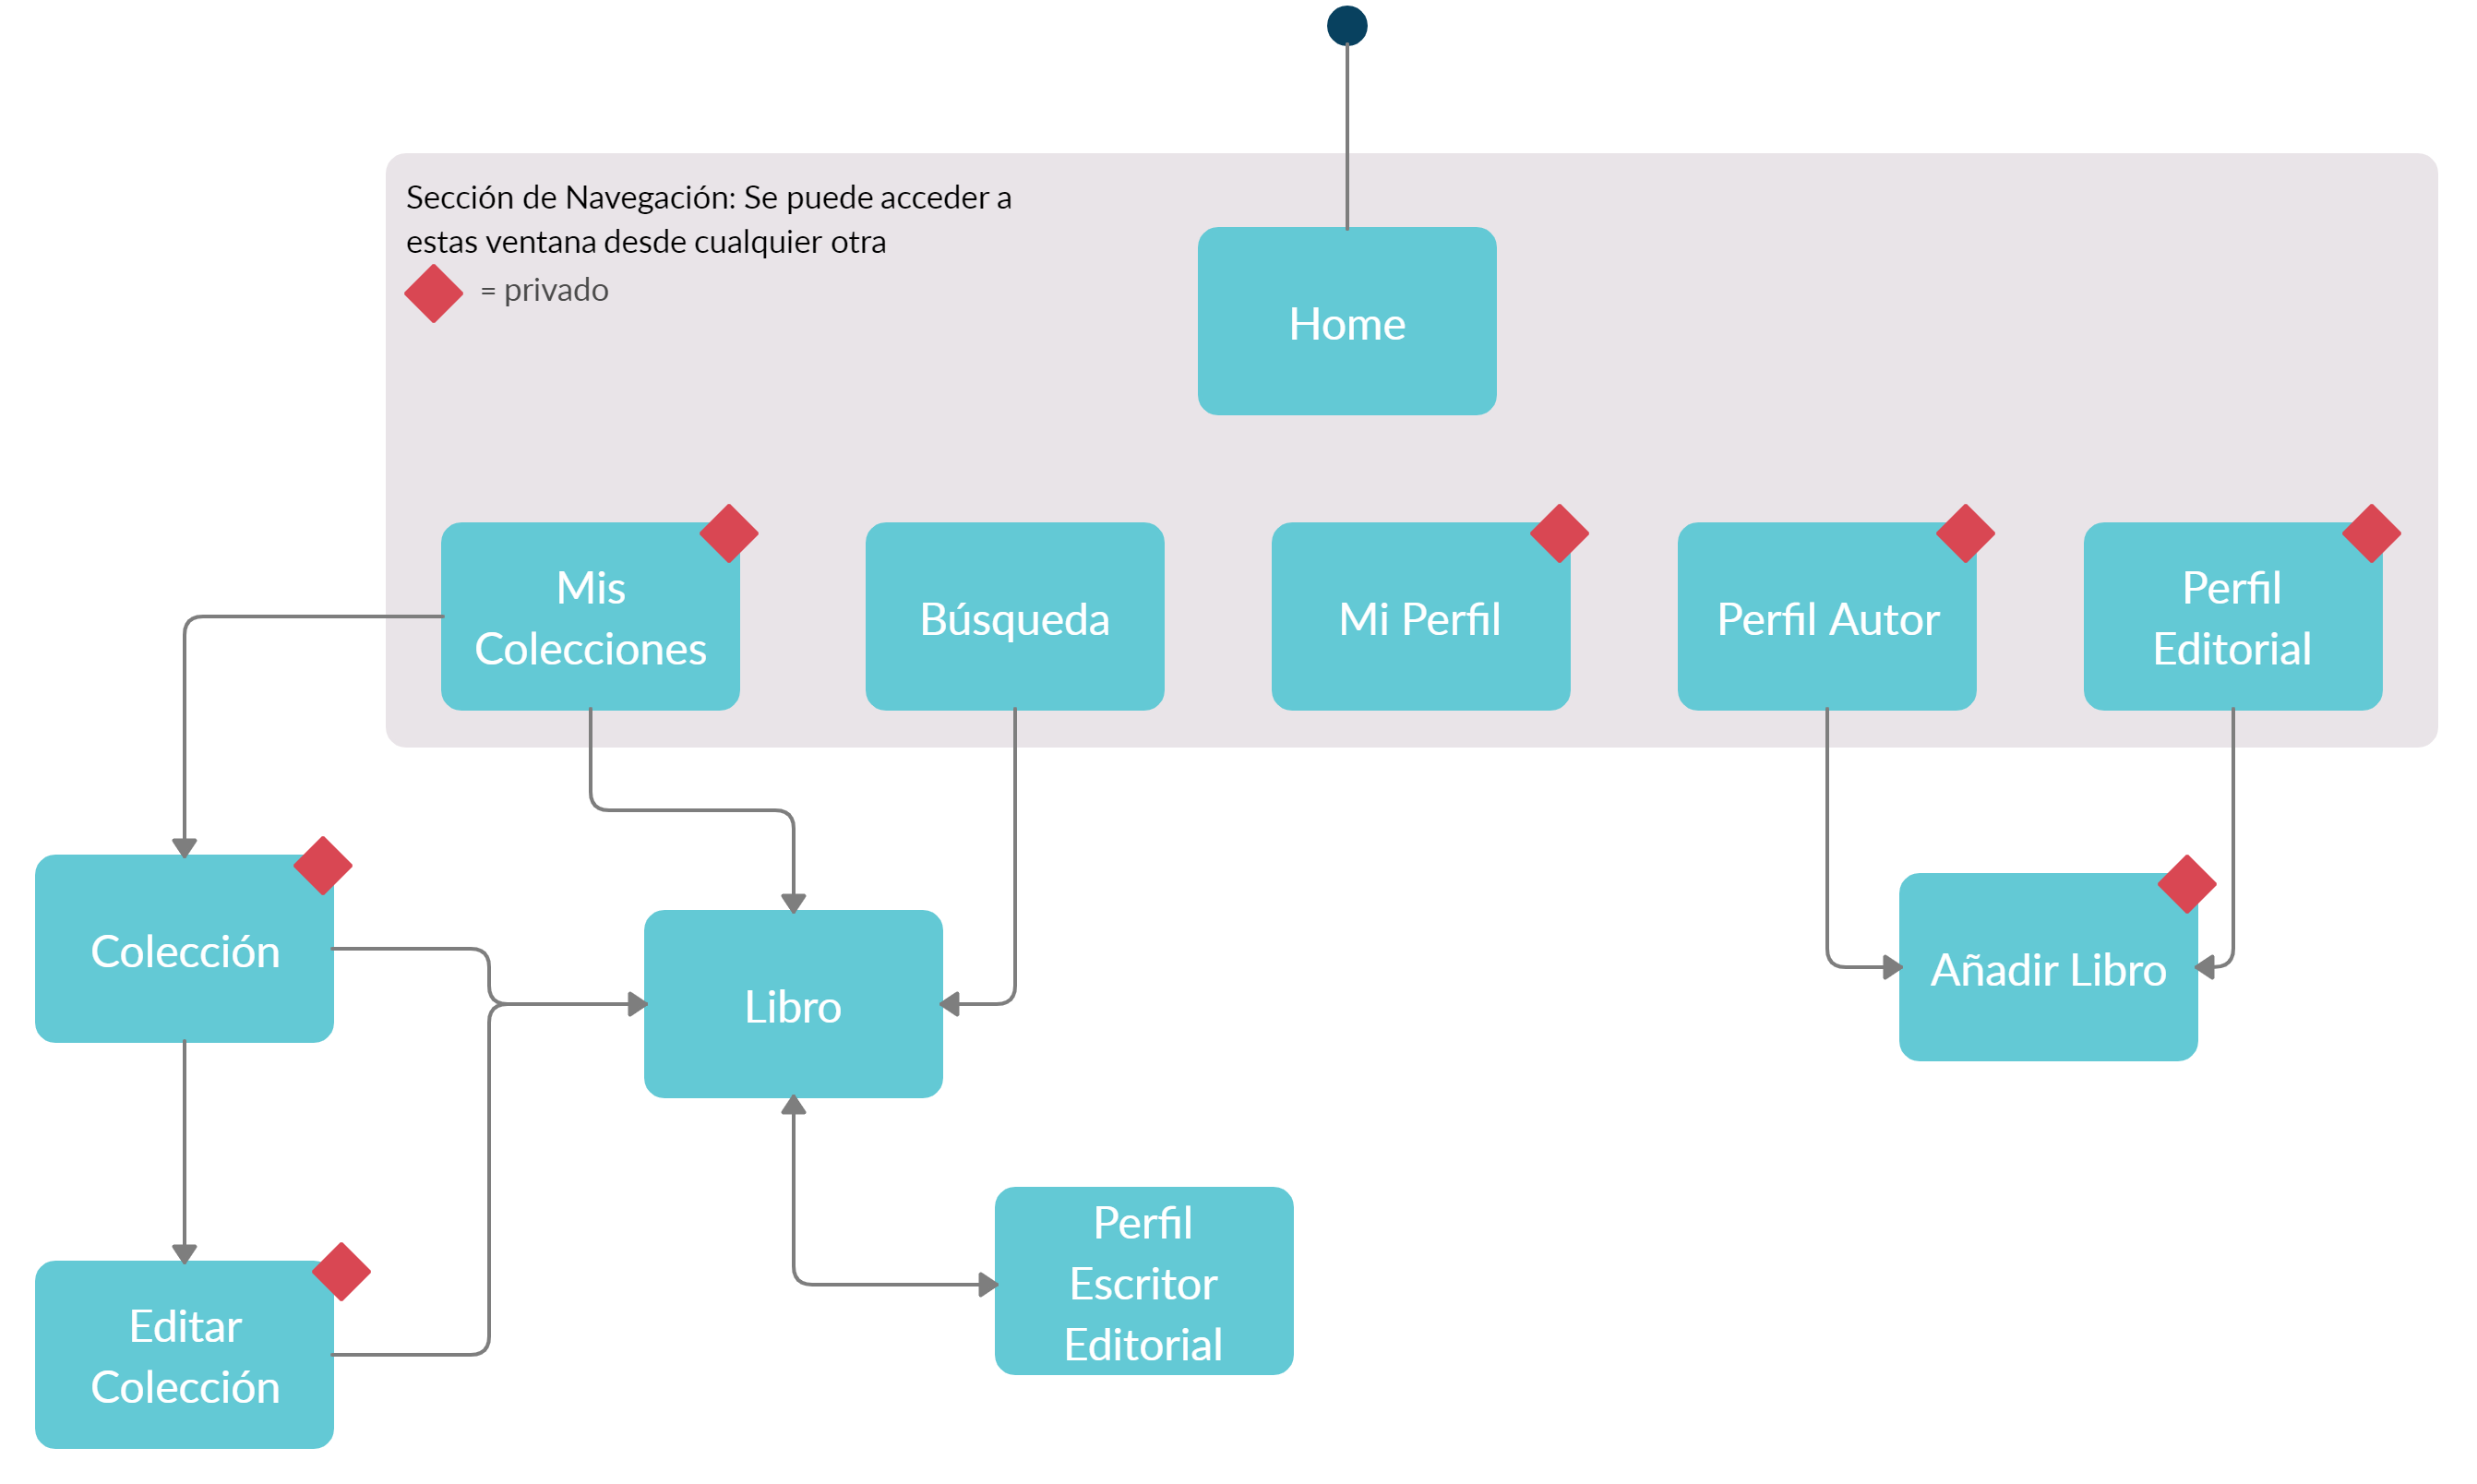 Sección de Navegación: Se puede acceder a
estas ventana desde cualquier otra
= privado
Home
Mis
Colecciones
Búsqueda
Mi Perfil
Perfil Autor
Perfil
Editorial
Colección
Libro
Añadir Libro
Perfil
Escritor
Editorial
Editar
Colección